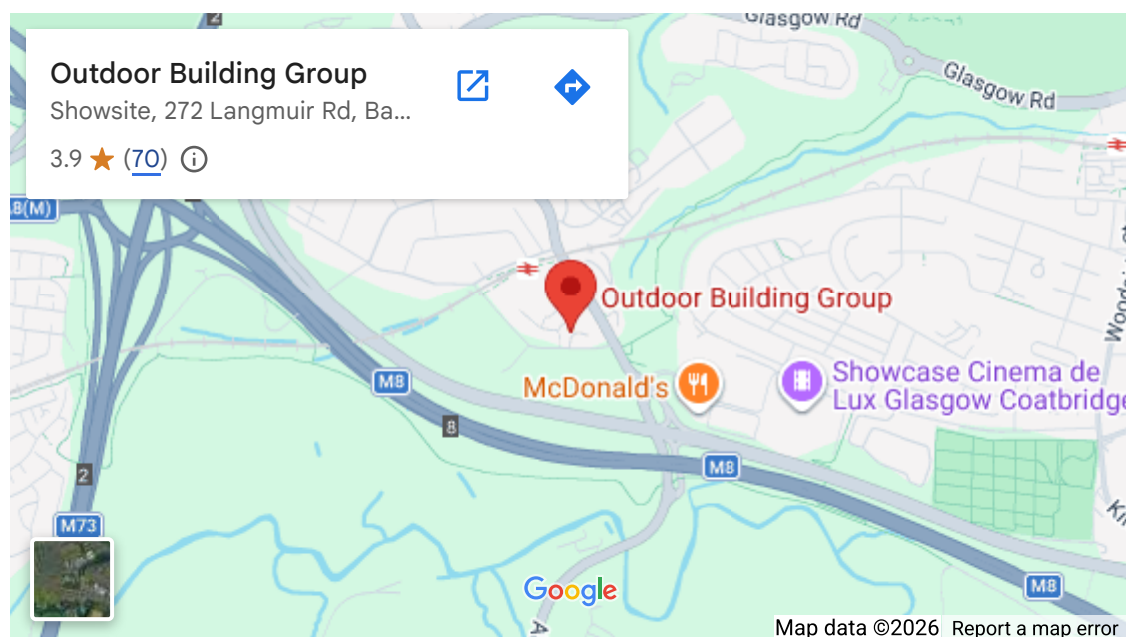 2
Glasgow Rd
Outdoor Building Group
Showsite, 272 Langmuir Rd, Ba...
3.9 (70)
Glasgow Rd
8(M)
Outdoor Building Group
McDonald's
Showcase Cinema de
Lux Glasgow Coatbridge
M8
8
M8
2
M73
M8
Google
A
Map data ©2026 Report a map error